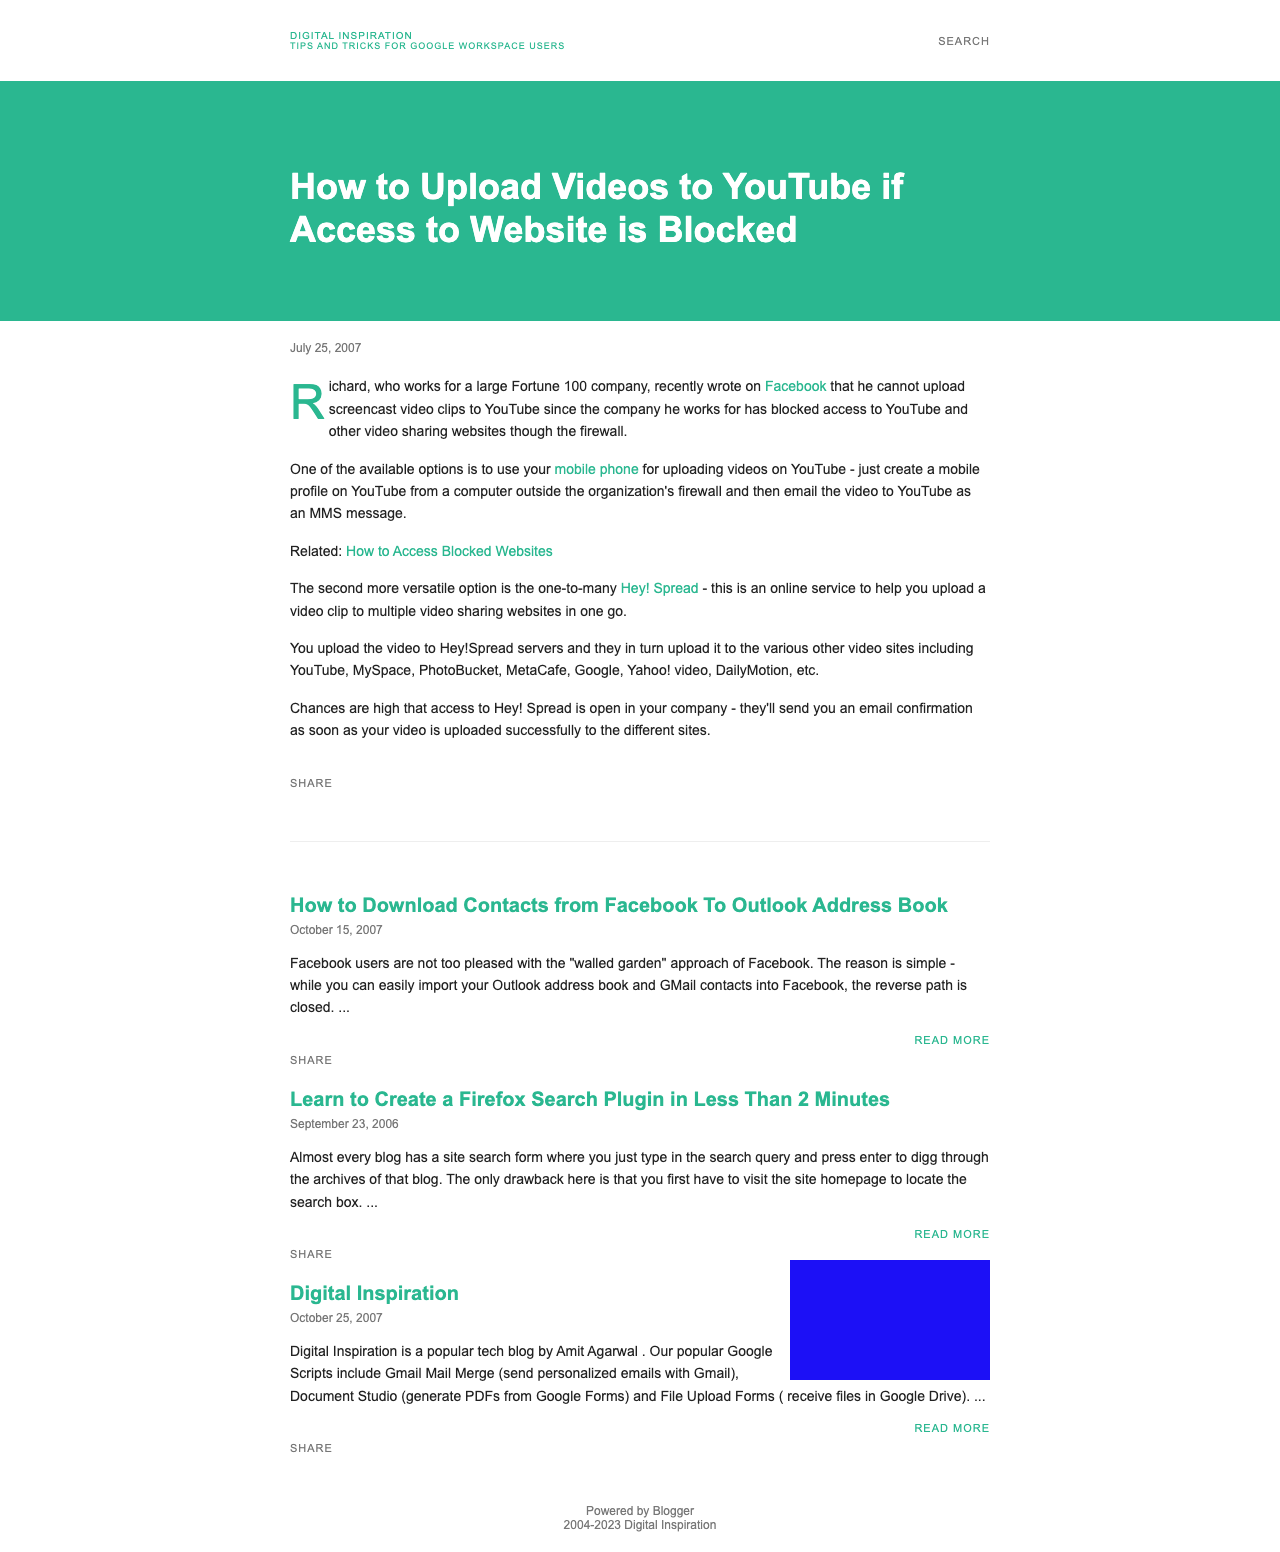 DIGITAL INSPIRATION
TIPS AND TRICKS FOR GOOGLE WORKSPACE USERS
SEARCH
How to Upload Videos to YouTube if
Access to Website is Blocked
July 25, 2007
Richard, who works for a large Fortune 100 company, recently wrote on Facebook that he cannot upload
screencast video clips to YouTube since the company he works for has blocked access to YouTube and
other video sharing websites though the firewall.
One of the available options is to use your mobile phone for uploading videos on YouTube - just create a mobile
profile on YouTube from a computer outside the organization's firewall and then email the video to YouTube as
an MMS message.
Related: How to Access Blocked Websites
The second more versatile option is the one-to-many Hey! Spread - this is an online service to help you upload a
video clip to multiple video sharing websites in one go.
You upload the video to Hey!Spread servers and they in turn upload it to the various other video sites including
YouTube, MySpace, PhotoBucket, MetaCafe, Google, Yahoo! video, DailyMotion, etc.
Chances are high that access to Hey! Spread is open in your company - they'll send you an email confirmation
as soon as your video is uploaded successfully to the different sites.
SHARE
How to Download Contacts from Facebook To Outlook Address Book
October 15, 2007
Facebook users are not too pleased with the "walled garden" approach of Facebook. The reason is simple -
while you can easily import your Outlook address book and GMail contacts into Facebook, the reverse path is
closed. ...
READ MORE
SHARE
Learn to Create a Firefox Search Plugin in Less Than 2 Minutes
September 23, 2006
Almost every blog has a site search form where you just type in the search query and press enter to digg through
the archives of that blog. The only drawback here is that you first have to visit the site homepage to locate the
search box. ...
READ MORE
SHARE
Digital Inspiration
October 25, 2007
Digital Inspiration is a popular tech blog by Amit Agarwal . Our popular Google
Scripts include Gmail Mail Merge (send personalized emails with Gmail),
Document Studio (generate PDFs from Google Forms) and File Upload Forms ( receive files in Google Drive). ...
READ MORE
SHARE
Powered by Blogger
2004-2023 Digital Inspiration